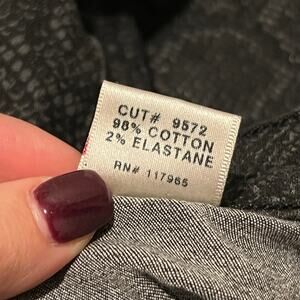 CUT# 9572
98% COTTON
2% ELASTANE
RN# 117965